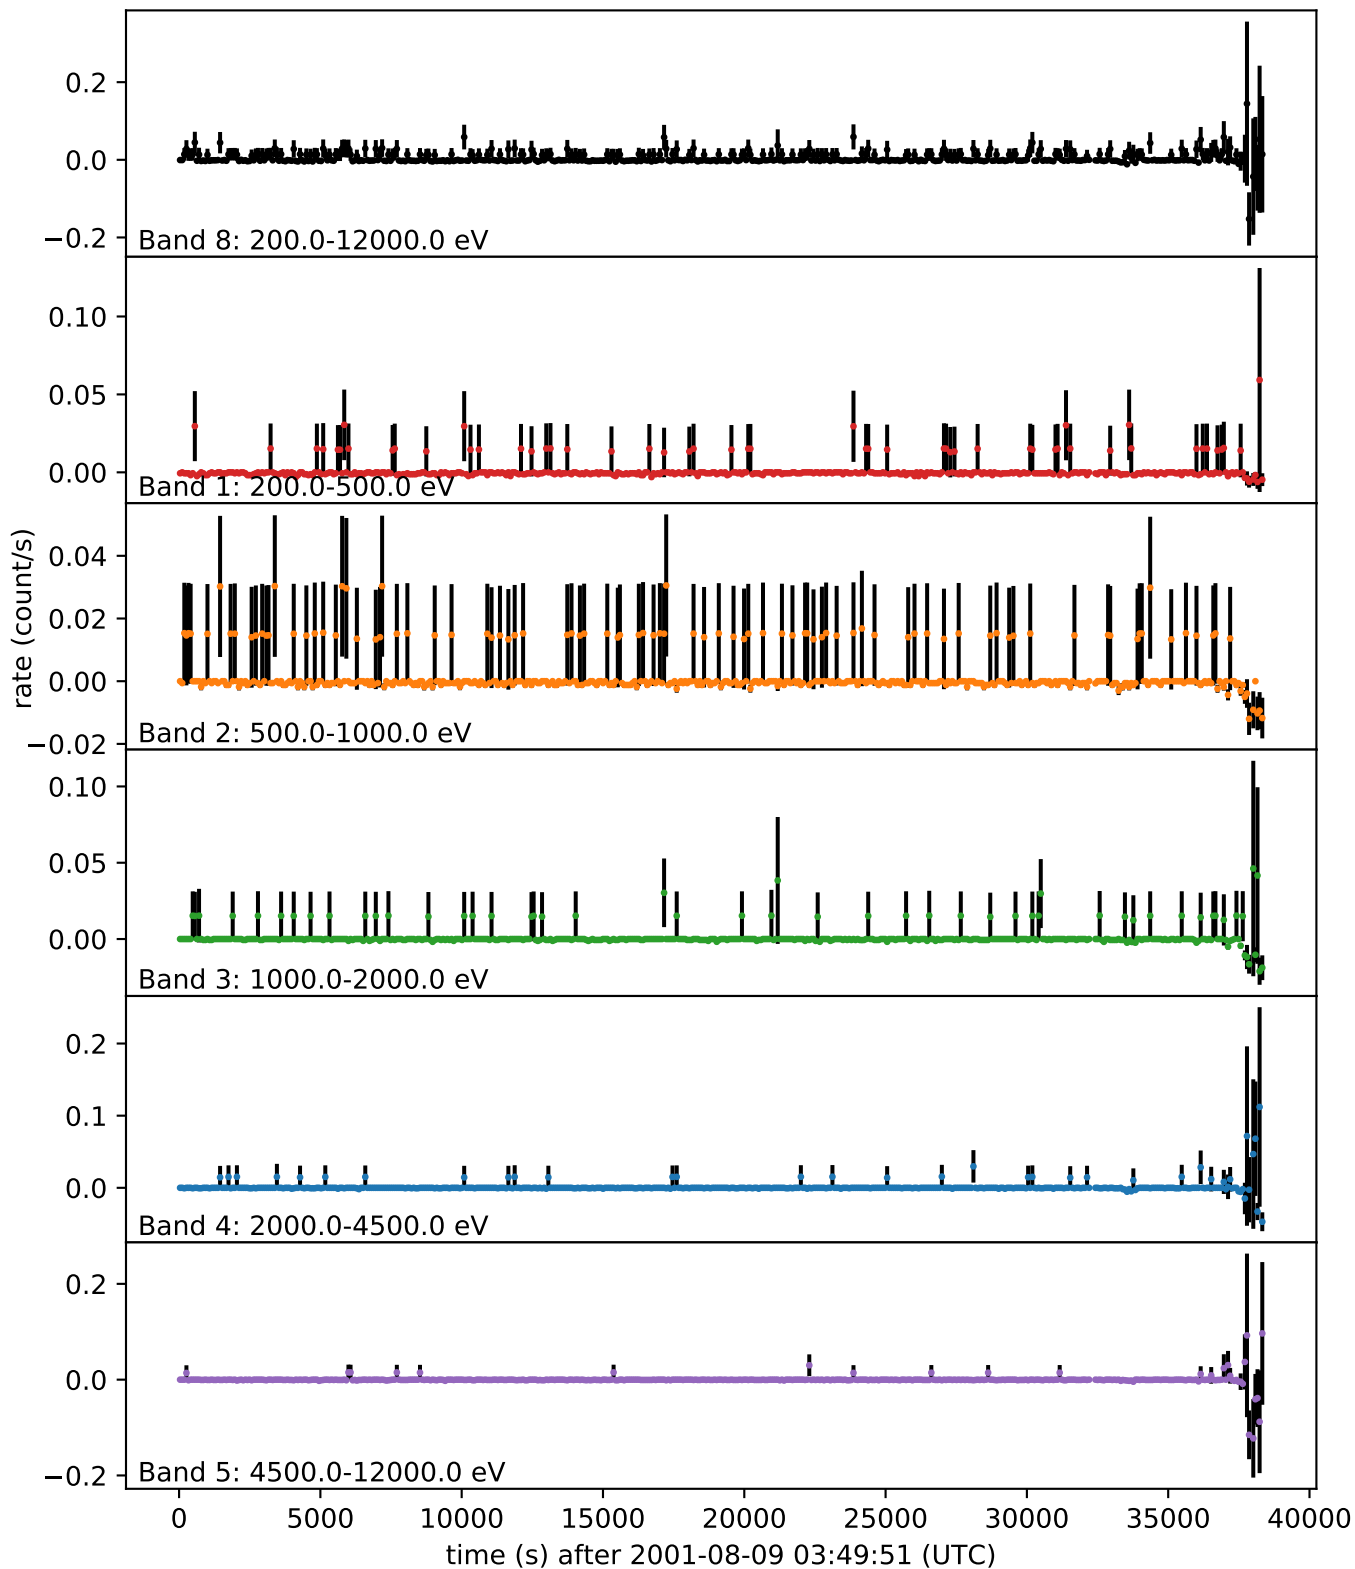 0.2
0.0
−0.2
Band 8: 200.0-12000.0 eV
0.10
0.05
0.00
Band 1: 200.0-500.0 eV
rate (count/s)
0.04
0.02
0.00
−0.02
Band 2: 500.0-1000.0 eV
0.10
0.05
0.00
Band 3: 1000.0-2000.0 eV
0.2
0.1
0.0
Band 4: 2000.0-4500.0 eV
0.2
0.0
−0.2
Band 5: 4500.0-12000.0 eV
0 5000 10000 15000 20000 25000 30000 35000 40000
time (s) after 2001-08-09 03:49:51 (UTC)